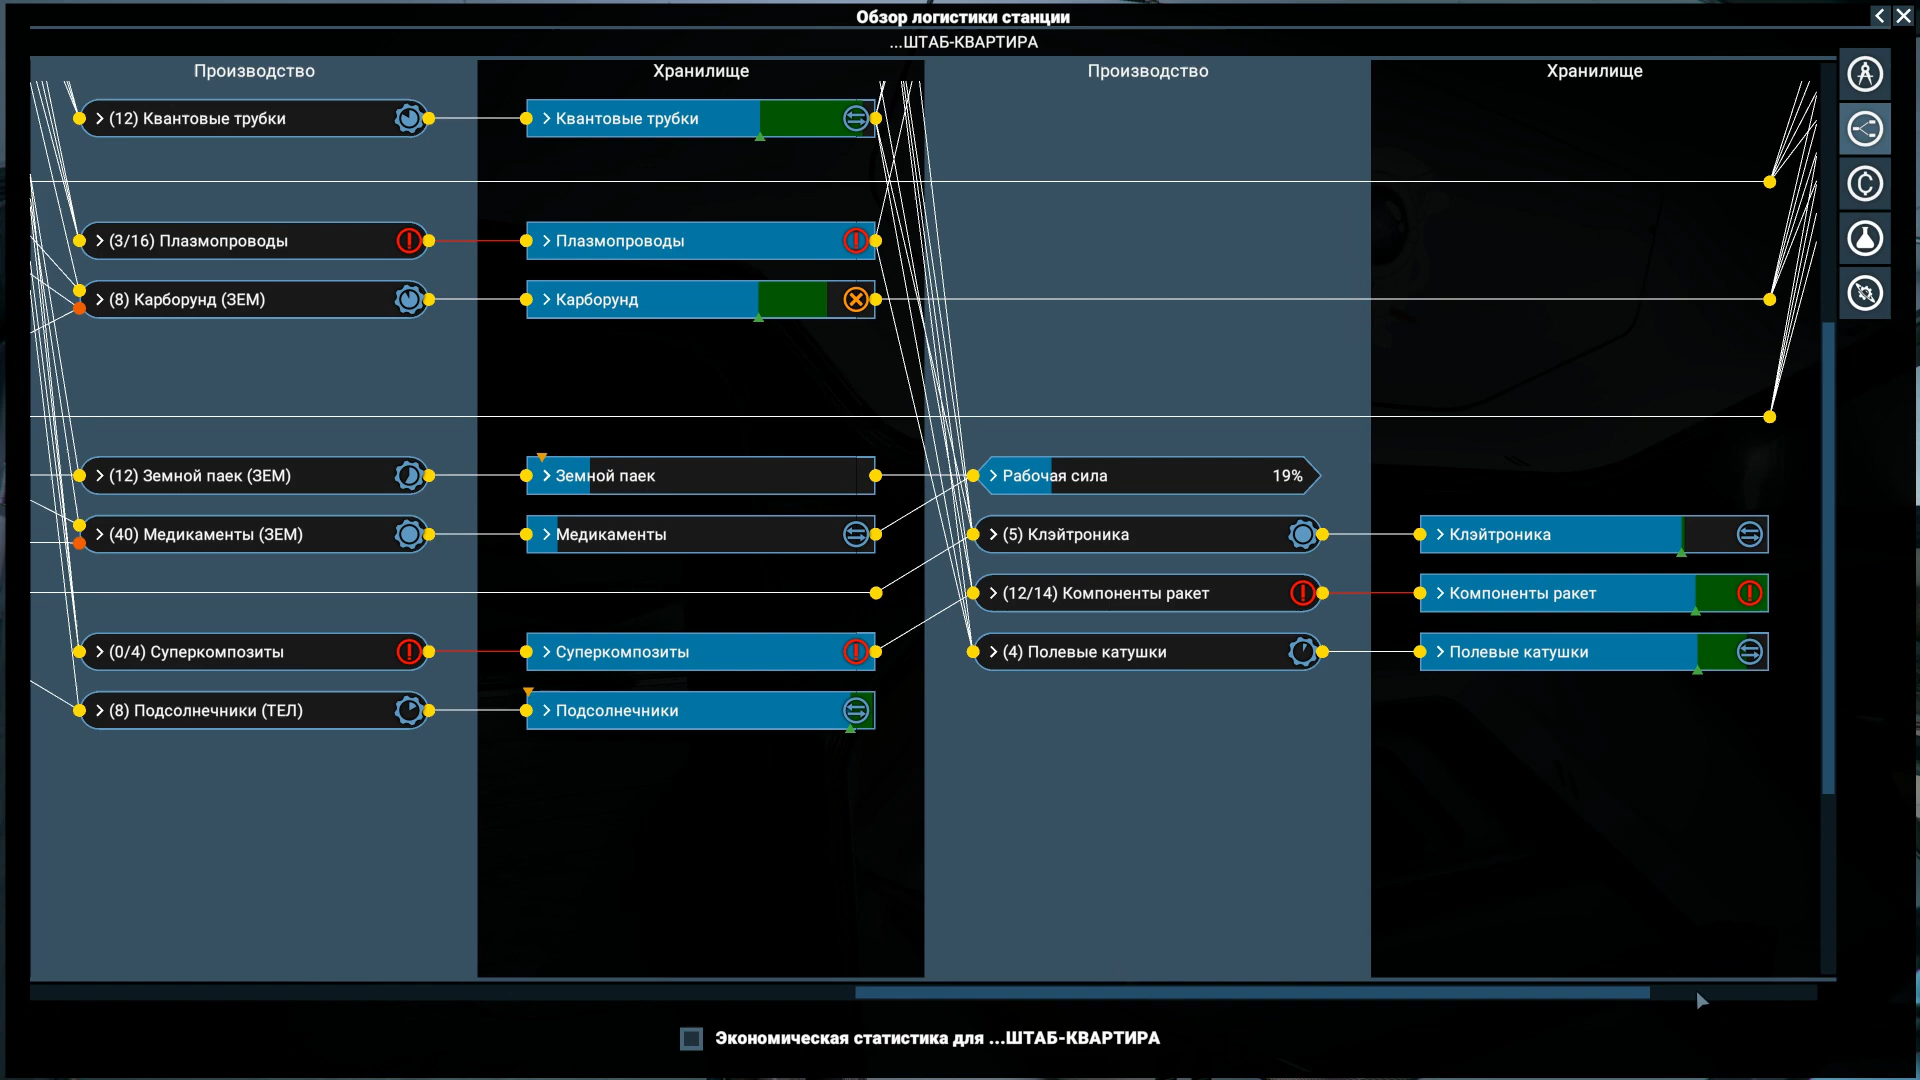 Обзор логистики станции
...ШТАБ-КВАРТИРА
Производство
Хранилище
Производство
Хранилище
(12) Квантовые трубки
Квантовые трубки
(3/16) Плазмопроводы
Плазмопроводы
(8) Карборунд (ЗЕМ)
Карборунд
(12) Земной паек (ЗЕМ)
Земной паек
Рабочая сила
19%
(40) Медикаменты (ЗЕМ)
Медикаменты
(5) Клэйтроника
Клэйтроника
(12/14) Компоненты ракет
Компоненты ракет
(0/4) Суперкомпозиты
Суперкомпозиты
(4) Полевые катушки
Полевые катушки
(8) Подсолнечники (ТЕЛ)
Подсолнечники
Экономическая статистика для ...ШТАБ-КВАРТИРА